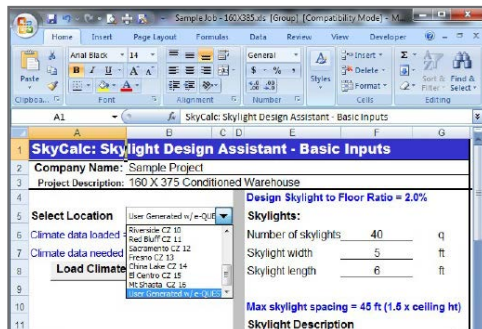 Sample Job - 160X385.xls [Group] [Compatibility Mode] - M...
Home Insert Page Layout Formulas Data Review View Developer
Paste
Arial Black 14
B I U
A A
General
$ % ,
Styles
Insert
Delete
Format
Sort & Filter
Find & Select
Clipboa... Font Alignment Number Cells Editing
A1 fx SkyCalc: Skylight Design Assistant - Basic Inputs
A B C D E F G
1 SkyCalc: Skylight Design Assistant - Basic Inputs
2 Company Name: Sample Project
3 Project Description: 160 X 375 Conditioned Warehouse
4 Design Skylight to Floor Ratio = 2.0%
5 Select Location User Generated w/ e-QUE Skylights:
Riverside CZ 10
6 Climate data loaded = Number of skylights 40 q
Red Bluff CZ 11
Sacramento CZ 12
7 Climate data needed Skylight width 5 ft
Fresno CZ 13
China Lake CZ 14
8 Load Climate Skylight length 6 ft
El Centro CZ 15
Mt Shasta CZ 16
9 User Generated w/ e-QUES
10 Max skylight spacing = 45 ft (1.5 x ceiling ht)
11 Skylight Description